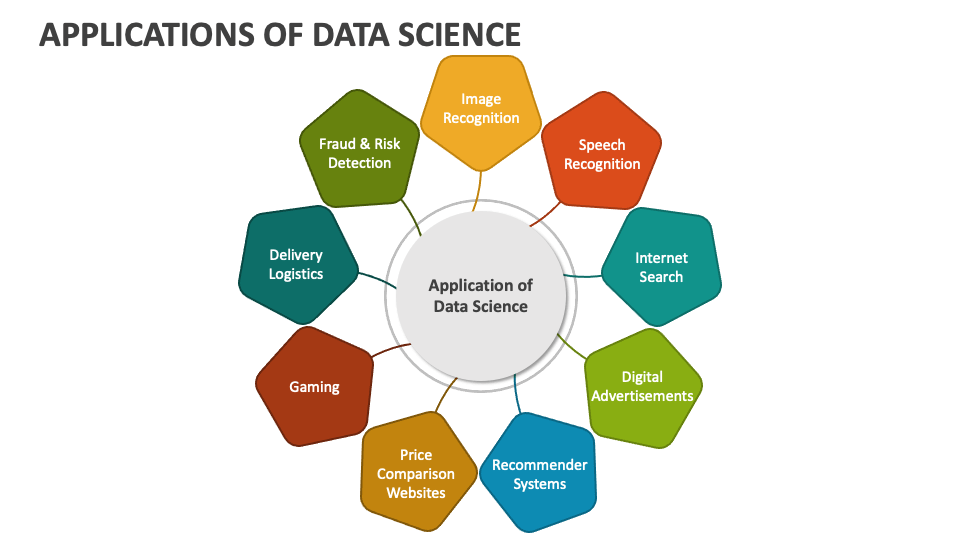 APPLICATIONS OF DATA SCIENCE
Image
Recognition
Speech
Recognition
Internet
Search
Digital
Advertisements
Recommender
Systems
Price
Comparison
Websites
Gaming
Delivery
Logistics
Fraud & Risk
Detection
Application of
Data Science